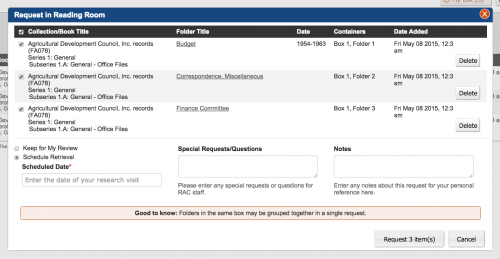 My Box (3)
Request in Reading Room
Collection/Book Title Folder Title Date Containers Date Added
Agricultural Development Council, Inc. records Budget 1954-1963 Box 1, Folder 1 Fri May 08 2015, 12:3
(FA078) am
Series 1: General
Subseries 1.A: General - Office Files Delete
Agricultural Development Council, Inc. records Correspondence, Miscellaneous Box 1, Folder 2 Fri May 08 2015, 12:3
(FA078) am
Series 1: General
Subseries 1.A: General - Office Files Delete
Agricultural Development Council, Inc. records Finance Committee Box 1, Folder 3 Fri May 08 2015, 12:3
(FA078) am
Series 1: General
Subseries 1.A: General - Office Files Delete
Keep for My Review Special Requests/Questions Notes
Schedule Retrieval
Scheduled Date*
Enter the date of your research visit
Please enter any special requests or questions for Enter any notes about this request for your personal
RAC staff. reference here.
Good to know: Folders in the same box may be grouped together in a single request.
Request 3 item(s) Cancel